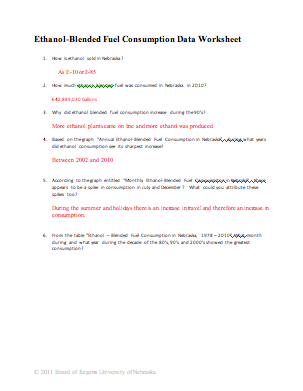 Ethanol-Blended Fuel Consumption Data Worksheet
1. How is ethanol sold in Nebraska?
As E-10 or E-85
2. How much fuel was consumed in Nebraska in 2010?
642,895,030 Gallons
3. Why did ethanol blended fuel consumption increase during the 90's?
More ethanol plants came on line and more ethanol was produced
4. Based on the graph "Annual Ethanol-Blended Fuel Consumption in Nebraska what years
did ethanol consumption see its sharpest increase?
Between 2002 and 2010
5. According to the graph entitled "Monthly Ethanol-Blended Fuel in
appears to be a spike in consumption in July and December? What could you attribute these
spikes too?
During the summer and holidays there is an increase in travel and therefore an increase in
consumption.
6. From the table "Ethanol – Blended Fuel Consumption in Nebraska, 1978 – 2010 month
during and what year during the decade of the 80's, 90's and 2000's showed the greatest
consumption?
© 2011 Board of Regents University of Nebraska